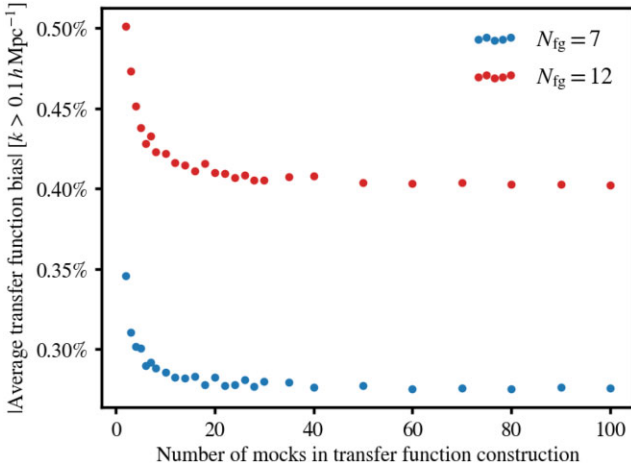 |Average transfer function bias| [k > 0.1 h Mpc⁻¹]
0.50%
0.45%
0.40%
0.35%
0.30%
N_fg = 7
N_fg = 12
0 20 40 60 80 100
Number of mocks in transfer function construction